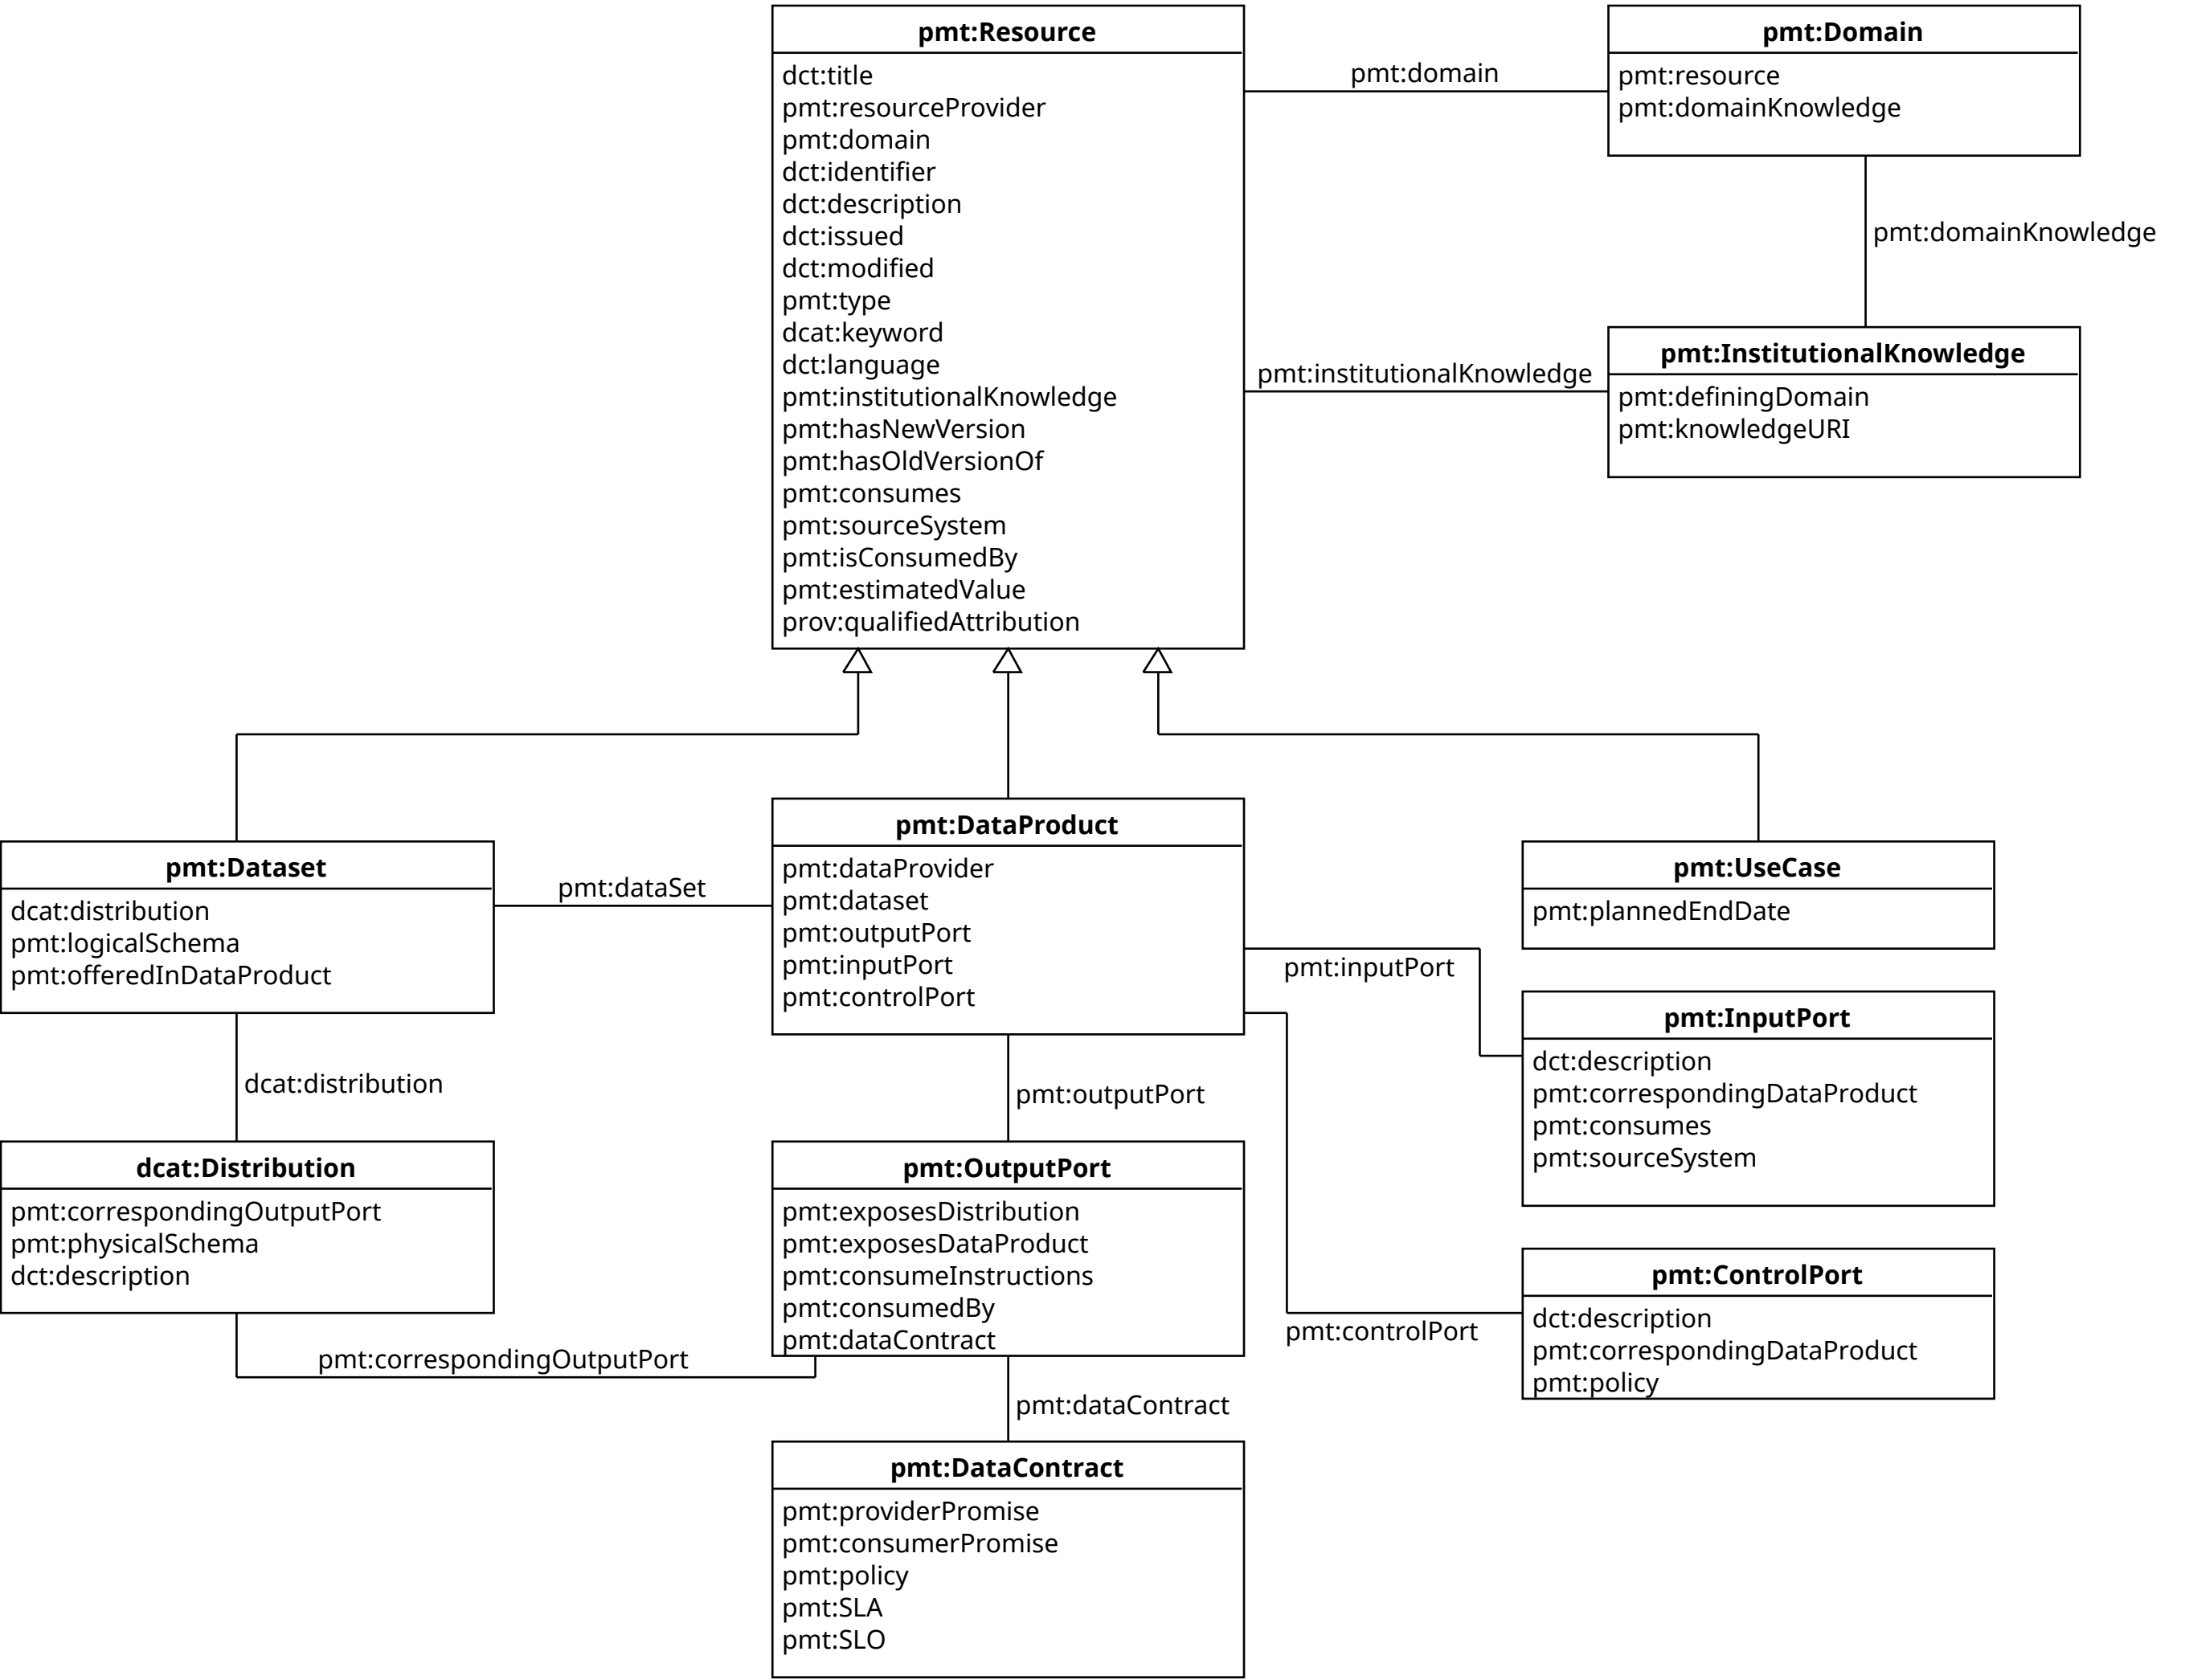 pmt:Resource
dct:title
pmt:resourceProvider
pmt:domain
dct:identifier
dct:description
dct:issued
dct:modified
pmt:type
dcat:keyword
dct:language
pmt:institutionalKnowledge
pmt:hasNewVersion
pmt:hasOldVersionOf
pmt:consumes
pmt:sourceSystem
pmt:isConsumedBy
pmt:estimatedValue
prov:qualifiedAttribution
pmt:domain
pmt:Domain
pmt:resource
pmt:domainKnowledge
pmt:domainKnowledge
pmt:institutionalKnowledge
pmt:InstitutionalKnowledge
pmt:definingDomain
pmt:knowledgeURI
pmt:Dataset
dcat:distribution
pmt:logicalSchema
pmt:offeredInDataProduct
pmt:dataSet
pmt:DataProduct
pmt:dataProvider
pmt:dataset
pmt:outputPort
pmt:inputPort
pmt:controlPort
pmt:UseCase
pmt:plannedEndDate
pmt:inputPort
pmt:InputPort
dct:description
pmt:correspondingDataProduct
pmt:consumes
pmt:sourceSystem
dcat:distribution
pmt:outputPort
dcat:Distribution
pmt:correspondingOutputPort
pmt:physicalSchema
dct:description
pmt:OutputPort
pmt:exposesDistribution
pmt:exposesDataProduct
pmt:consumeInstructions
pmt:consumedBy
pmt:dataContract
pmt:controlPort
pmt:ControlPort
dct:description
pmt:correspondingDataProduct
pmt:policy
pmt:correspondingOutputPort
pmt:dataContract
pmt:DataContract
pmt:providerPromise
pmt:consumerPromise
pmt:policy
pmt:SLA
pmt:SLO